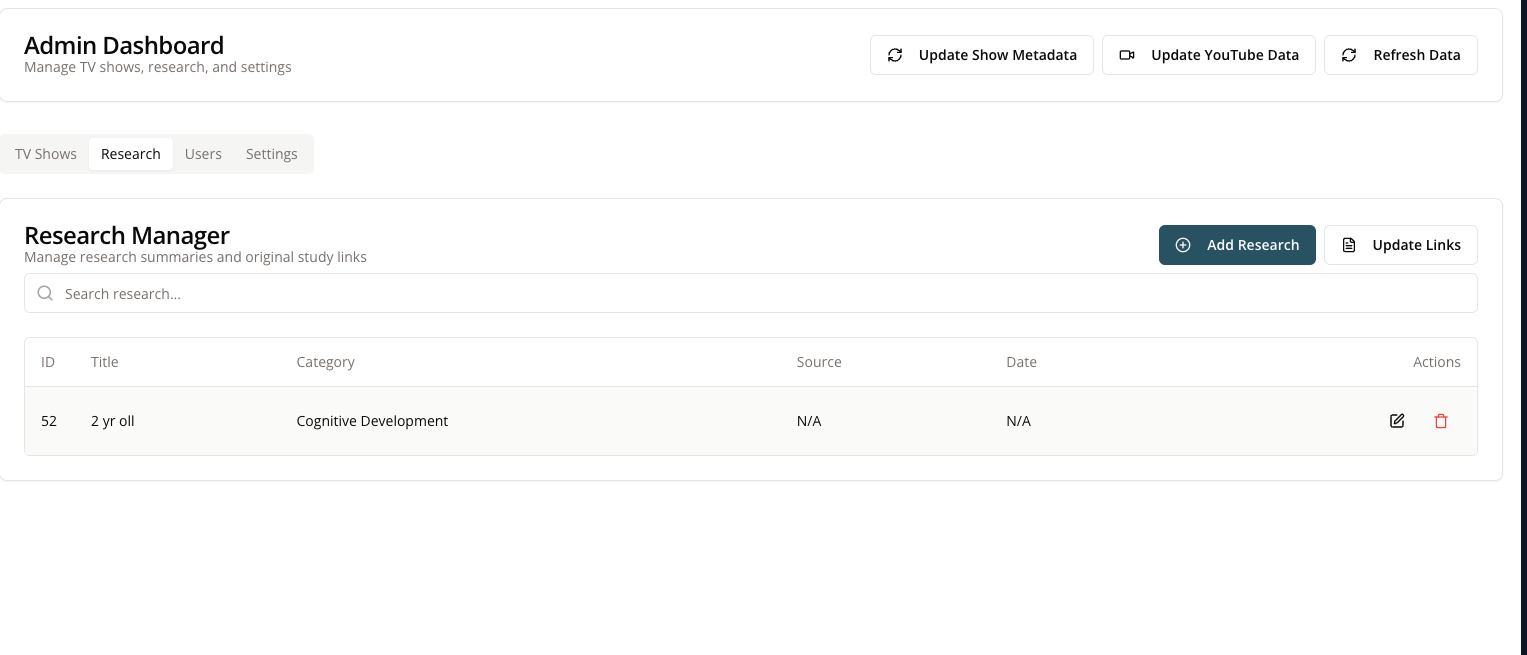 Admin Dashboard
Manage TV shows, research, and settings
Update Show Metadata
Update YouTube Data
Refresh Data
TV Shows Research Users Settings
Research Manager
Manage research summaries and original study links
Add Research
Update Links
Search research...
ID Title Category Source Date Actions
52 2 yr oll Cognitive Development N/A N/A